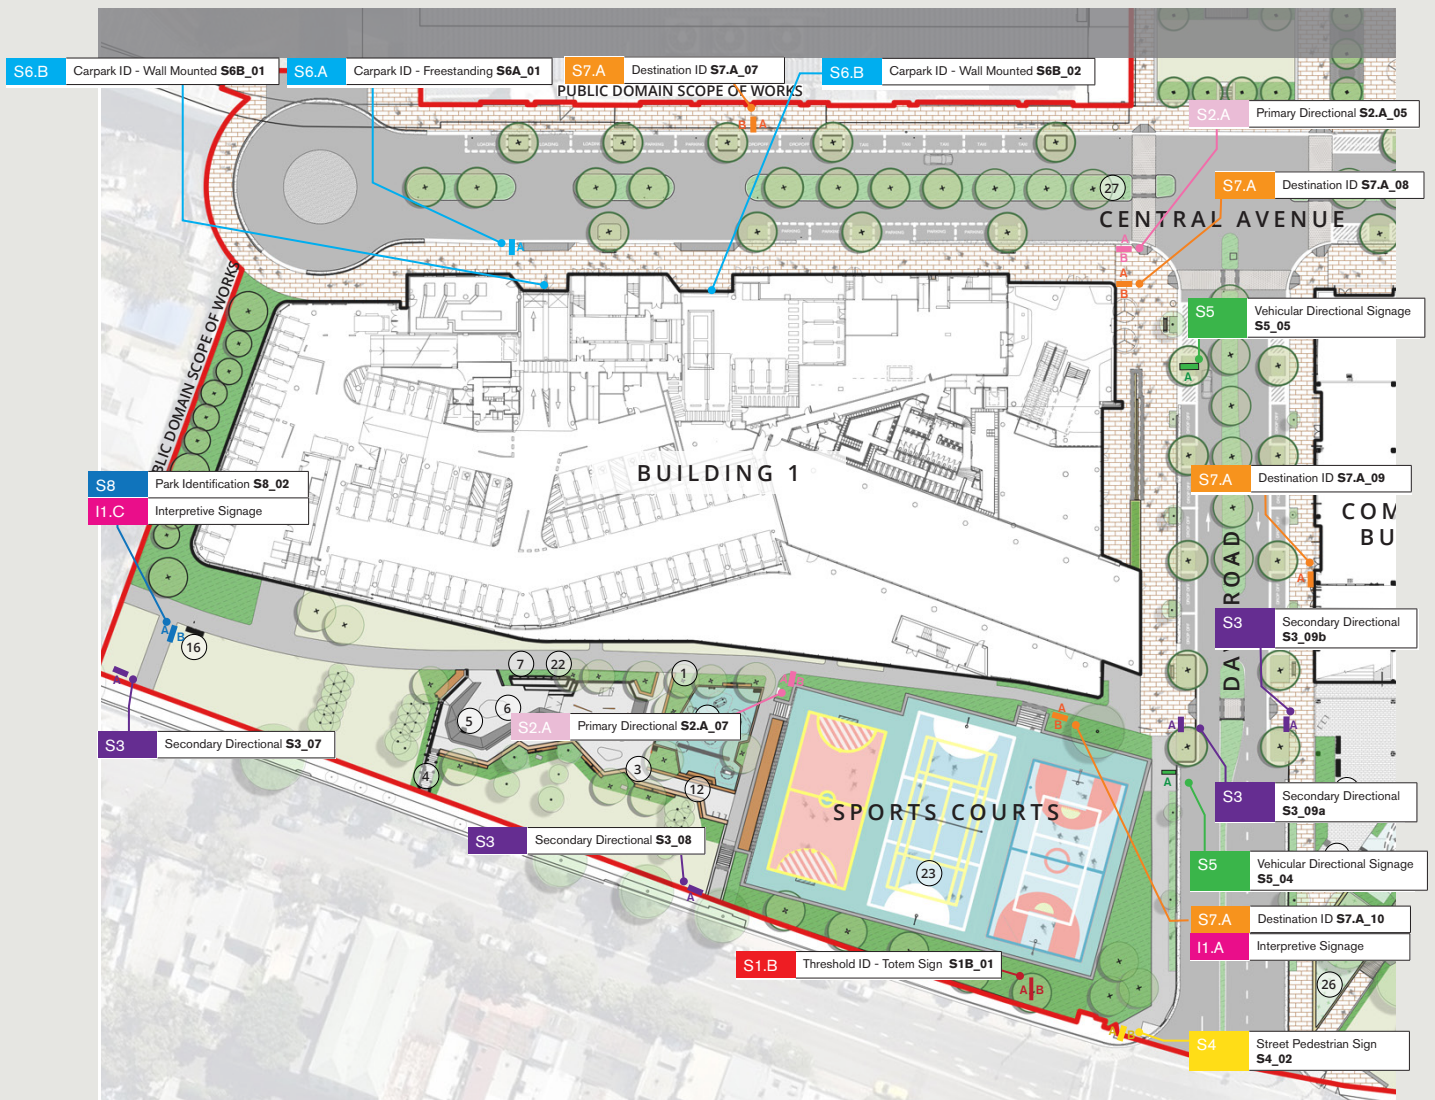 S6.B Carpark ID - Wall Mounted S6B_01
S6.A Carpark ID - Freestanding S6A_01
S7.A Destination ID S7.A_07
S6.B Carpark ID - Wall Mounted S6B_02
PUBLIC DOMAIN SCOPE OF WORKS
S2.A Primary Directional S2.A_05
B A
27
S7.A Destination ID S7.A_08
CENTRAL AVENUE
A
A
B
A
B
PUBLIC DOMAIN SCOPE OF WORKS
S5 Vehicular Directional Signage
S5_05
A
BUILDING 1
S7.A Destination ID S7.A_09
S8 Park Identification S8_02
I1.C Interpretive Signage
COM
BU
ROAD
A
A B
16
S3 Secondary Directional
S3_09b
7
22
1
A
DA
6
5
S2.A Primary Directional S2.A_07
A
B
A
A
S3 Secondary Directional S3_07
4
3
12
A
S3 Secondary Directional
S3_09a
SPORTS COURTS
S3 Secondary Directional S3_08
A
23
S5 Vehicular Directional Signage
S5_04
S7.A Destination ID S7.A_10
I1.A Interpretive Signage
S1.B Threshold ID - Totem Sign S1B_01
A B
26
A B
S4 Street Pedestrian Sign
S4_02